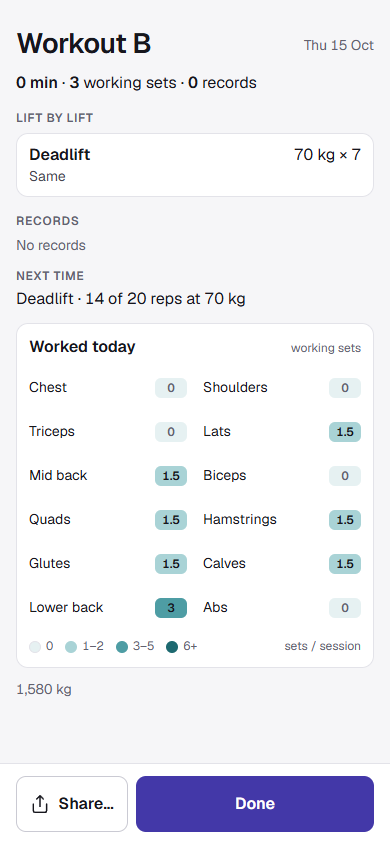 Workout B
Thu 15 Oct
0 min · 3 working sets · 0 records
LIFT BY LIFT
Deadlift 70 kg × 7
Same
RECORDS
No records
NEXT TIME
Deadlift · 14 of 20 reps at 70 kg
Worked today working sets
Chest 0 Shoulders 0
Triceps 0 Lats 1.5
Mid back 1.5 Biceps 0
Quads 1.5 Hamstrings 1.5
Glutes 1.5 Calves 1.5
Lower back 3 Abs 0
0 1–2 3–5 6+ sets / session
1,580 kg
Share... Done